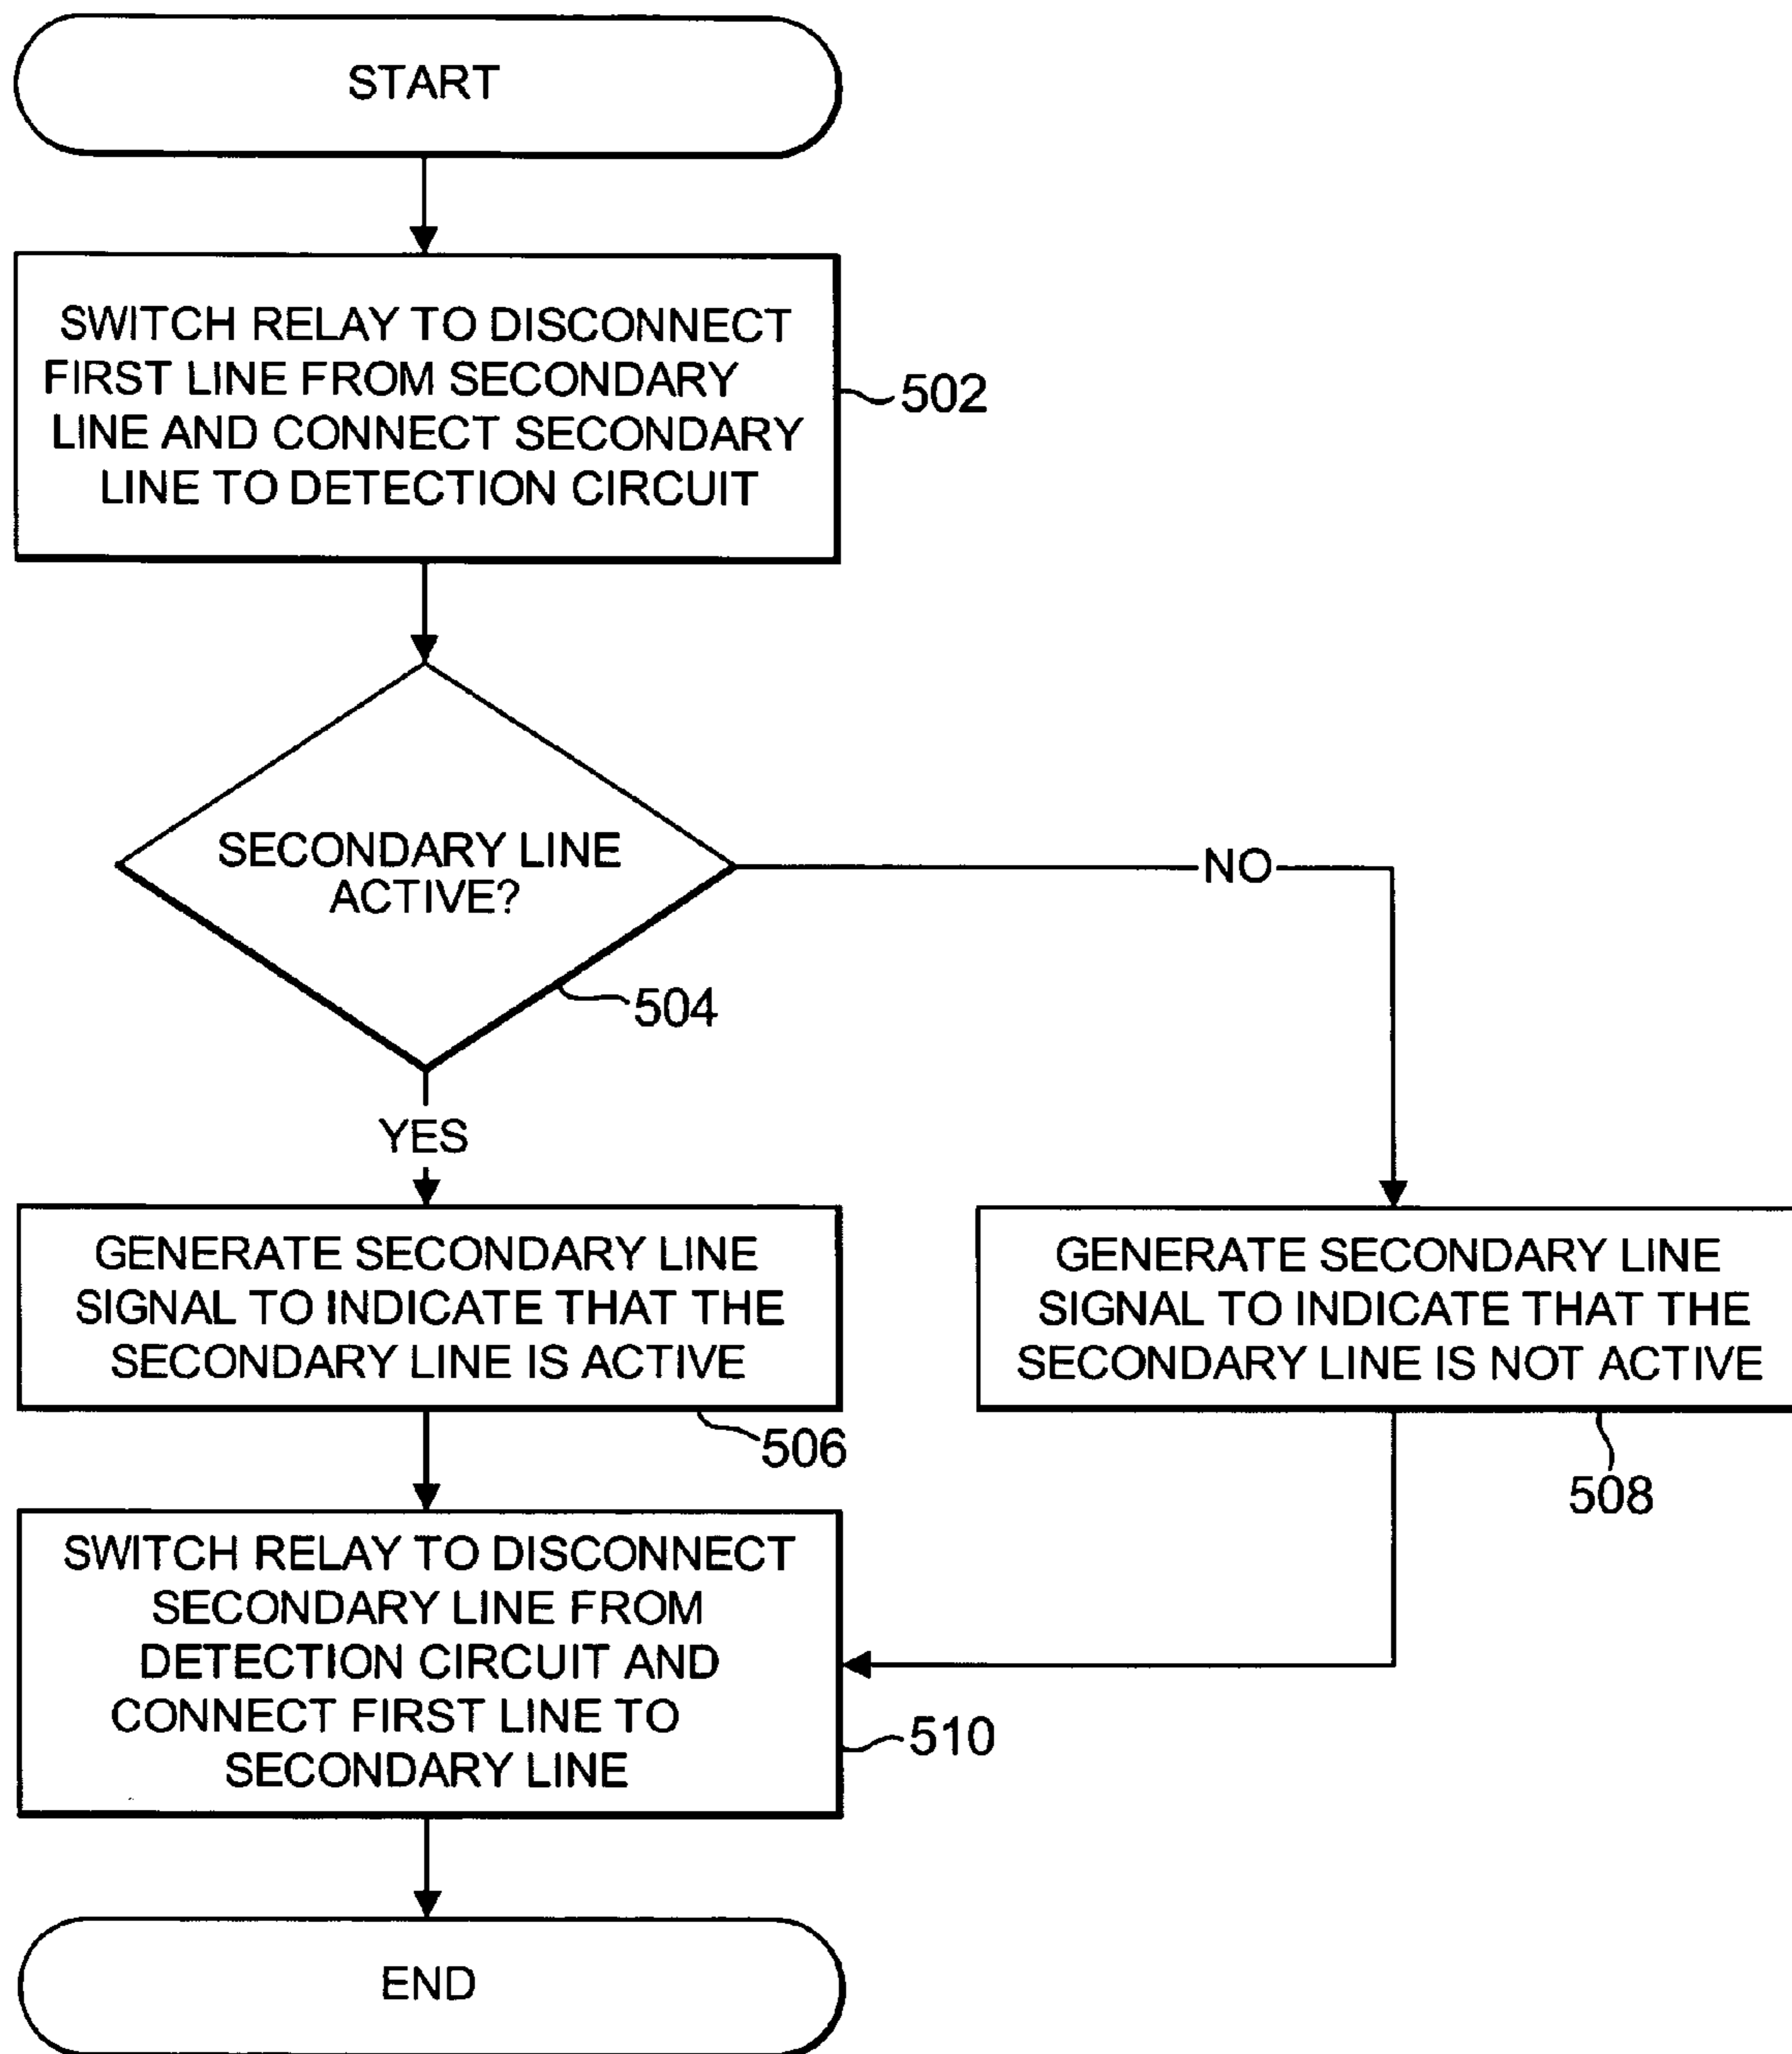 START
SWITCH RELAY TO DISCONNECT
FIRST LINE FROM SECONDARY
LINE AND CONNECT SECONDARY
LINE TO DETECTION CIRCUIT
502
SECONDARY LINE
ACTIVE?
NO
504
YES
GENERATE SECONDARY LINE
SIGNAL TO INDICATE THAT THE
SECONDARY LINE IS ACTIVE
506
GENERATE SECONDARY LINE
SIGNAL TO INDICATE THAT THE
SECONDARY LINE IS NOT ACTIVE
508
SWITCH RELAY TO DISCONNECT
SECONDARY LINE FROM
DETECTION CIRCUIT AND
CONNECT FIRST LINE TO
SECONDARY LINE
510
END